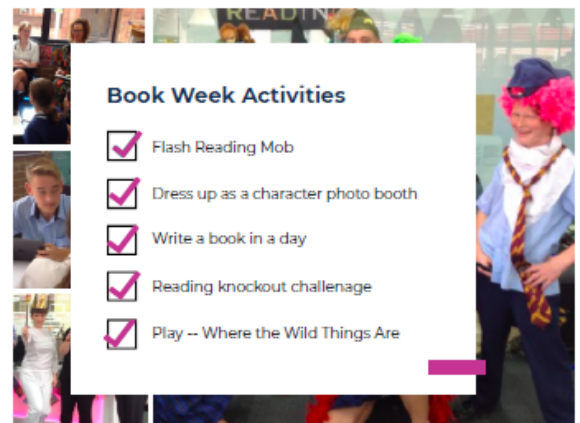 READIN
Book Week Activities
Flash Reading Mob
Dress up as a character photo booth
Write a book in a day
Reading knockout challenage
Play -- Where the Wild Things Are